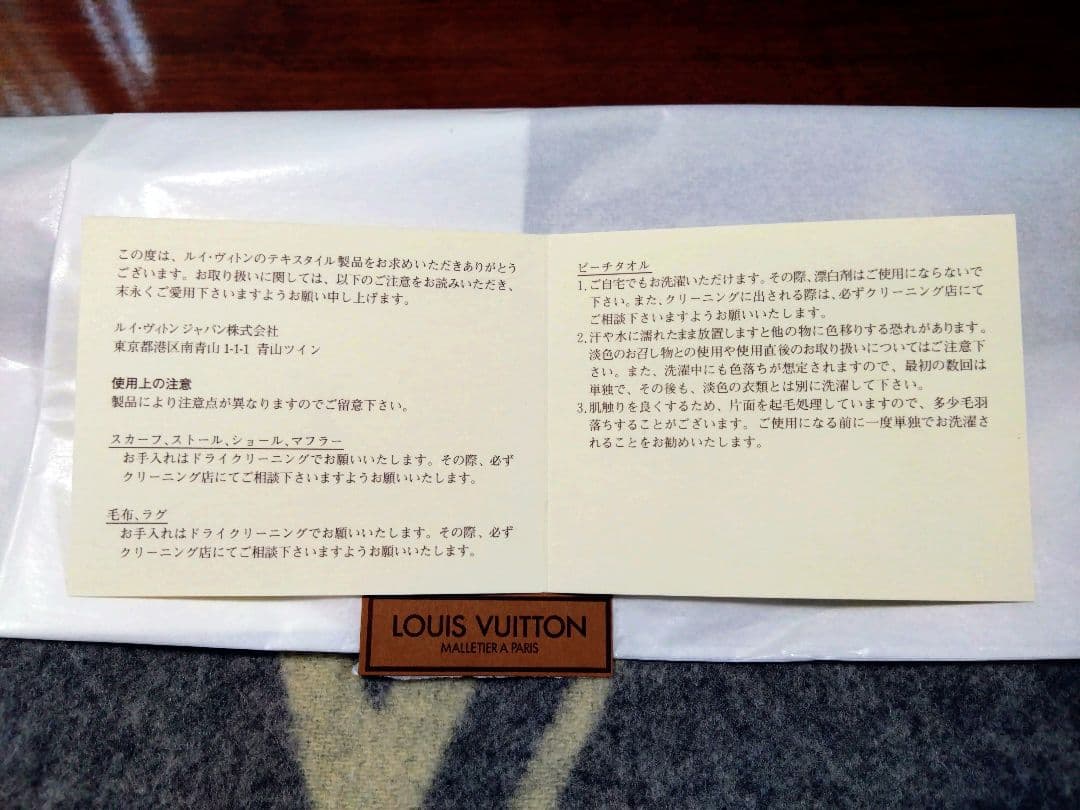 この度は、ルイ・ヴィトンのテキスタイル製品をお求めいただきありがとう
ございます。お取り扱いに関しては、以下のご注意をお読みいただき、
末永くご愛用下さいますようお願い申し上げます。
ルイ・ヴィトン ジャパン株式会社
東京都港区南青山 1-1-1 青山ツイン
使用上の注意
製品により注意点が異なりますのでご留意下さい。
スカーフ、ストール、ショール、マフラー
お手入れはドライクリーニングでお願いいたします。その際、必ず
クリーニング店にてご相談下さいますようお願いいたします。
毛布、ラグ
お手入れはドライクリーニングでお願いいたします。その際、必ず
クリーニング店にてご相談下さいますようお願いいたします。
ビーチタオル
1. ご自宅でもお洗濯いただけます。その際、漂白剤はご使用にならないで
下さい。また、クリーニングに出される際は、必ずクリーニング店にて
ご相談下さいますようお願いいたします。
2. 汗や水に濡れたまま放置しますと他の物に色移りする恐れがあります。
淡色のお召し物との使用や使用直後のお取り扱いについてはご注意下
さい。また、洗濯中にも色落ちが想定されますので、最初の数回は
単独で、その後も、淡色の衣類とは別に洗濯して下さい。
3. 肌触りを良くするため、片面を起毛処理していますので、多少毛羽
落ちすることがございます。ご使用になる前に一度単独でお洗濯さ
れることをお勧めいたします。
LOUIS VUITTON
MALLETIER A PARIS